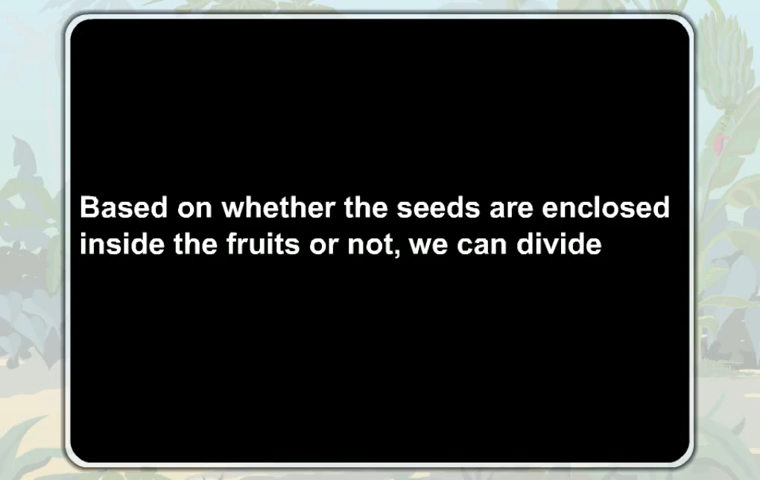 Based on whether the seeds are enclosed
inside the fruits or not, we can divide